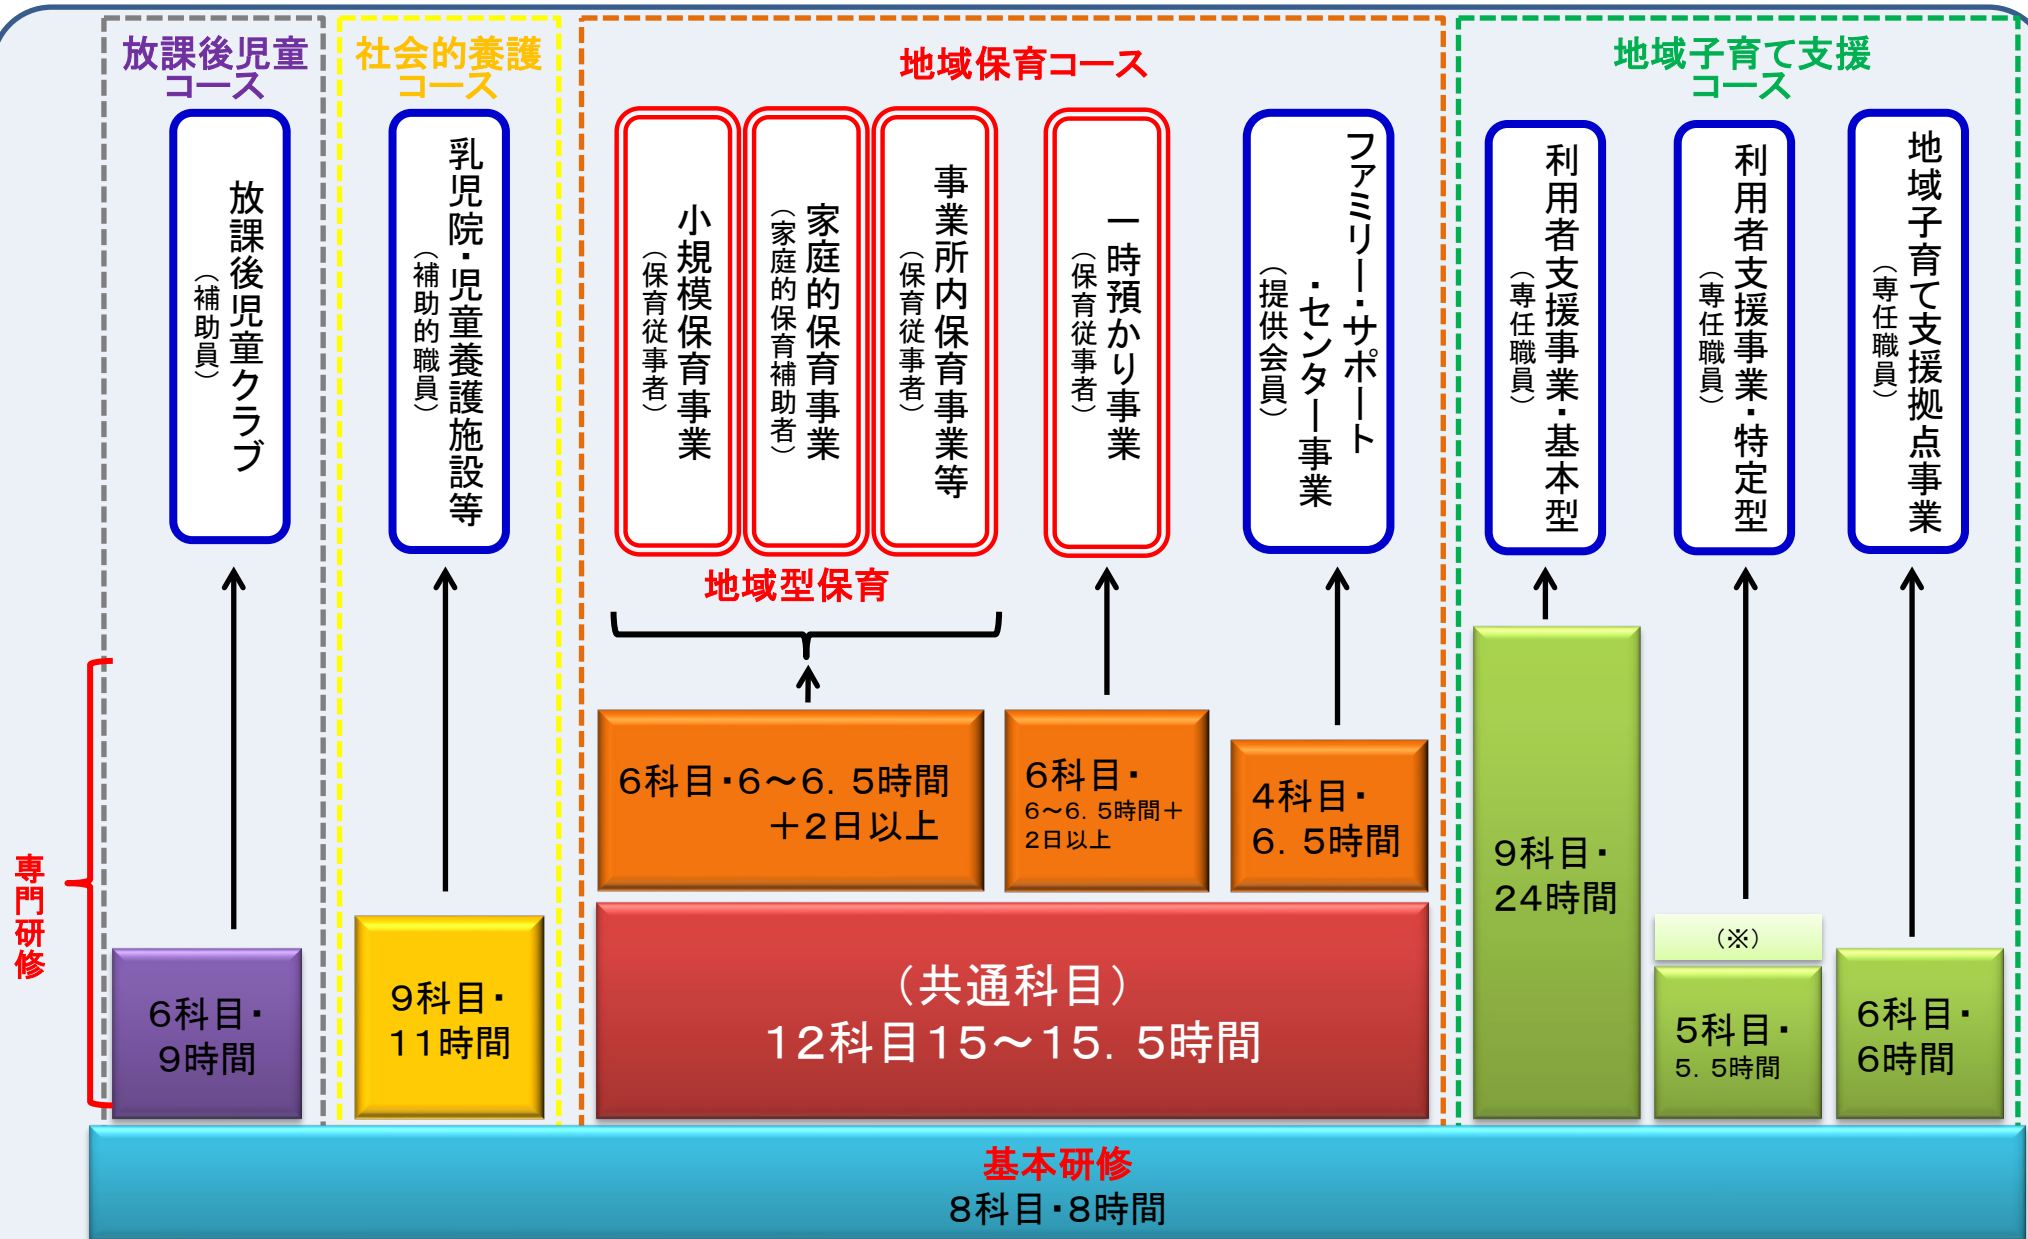 放課後児童
コース
社会的養護
コース
地域保育コース
地域子育て支援
コース
放課後児童クラブ
（補助員）
乳児院・児童養護施設等
（補助的職員）
小規模保育事業
（保育従事者）
家庭的保育事業
（家庭的保育補助者）
事業所内保育事業等
（保育従事者）
一時預かり事業
（保育従事者）
ファミリー・サポート
・センター事業
（提供会員）
利用者支援事業・基本型
（専任職員）
利用者支援事業・特定型
（専任職員）
地域子育て支援拠点事業
（専任職員）
地域型保育
専門研修
6科目・
9時間
9科目・
11時間
6科目・6～6．5時間
＋2日以上
6科目・
6～6．5時間＋
2日以上
4科目・
6．5時間
（共通科目）
12科目15～15．5時間
9科目・
24時間
（※）
5科目・
5．5時間
6科目・
6時間
基本研修
8科目・8時間